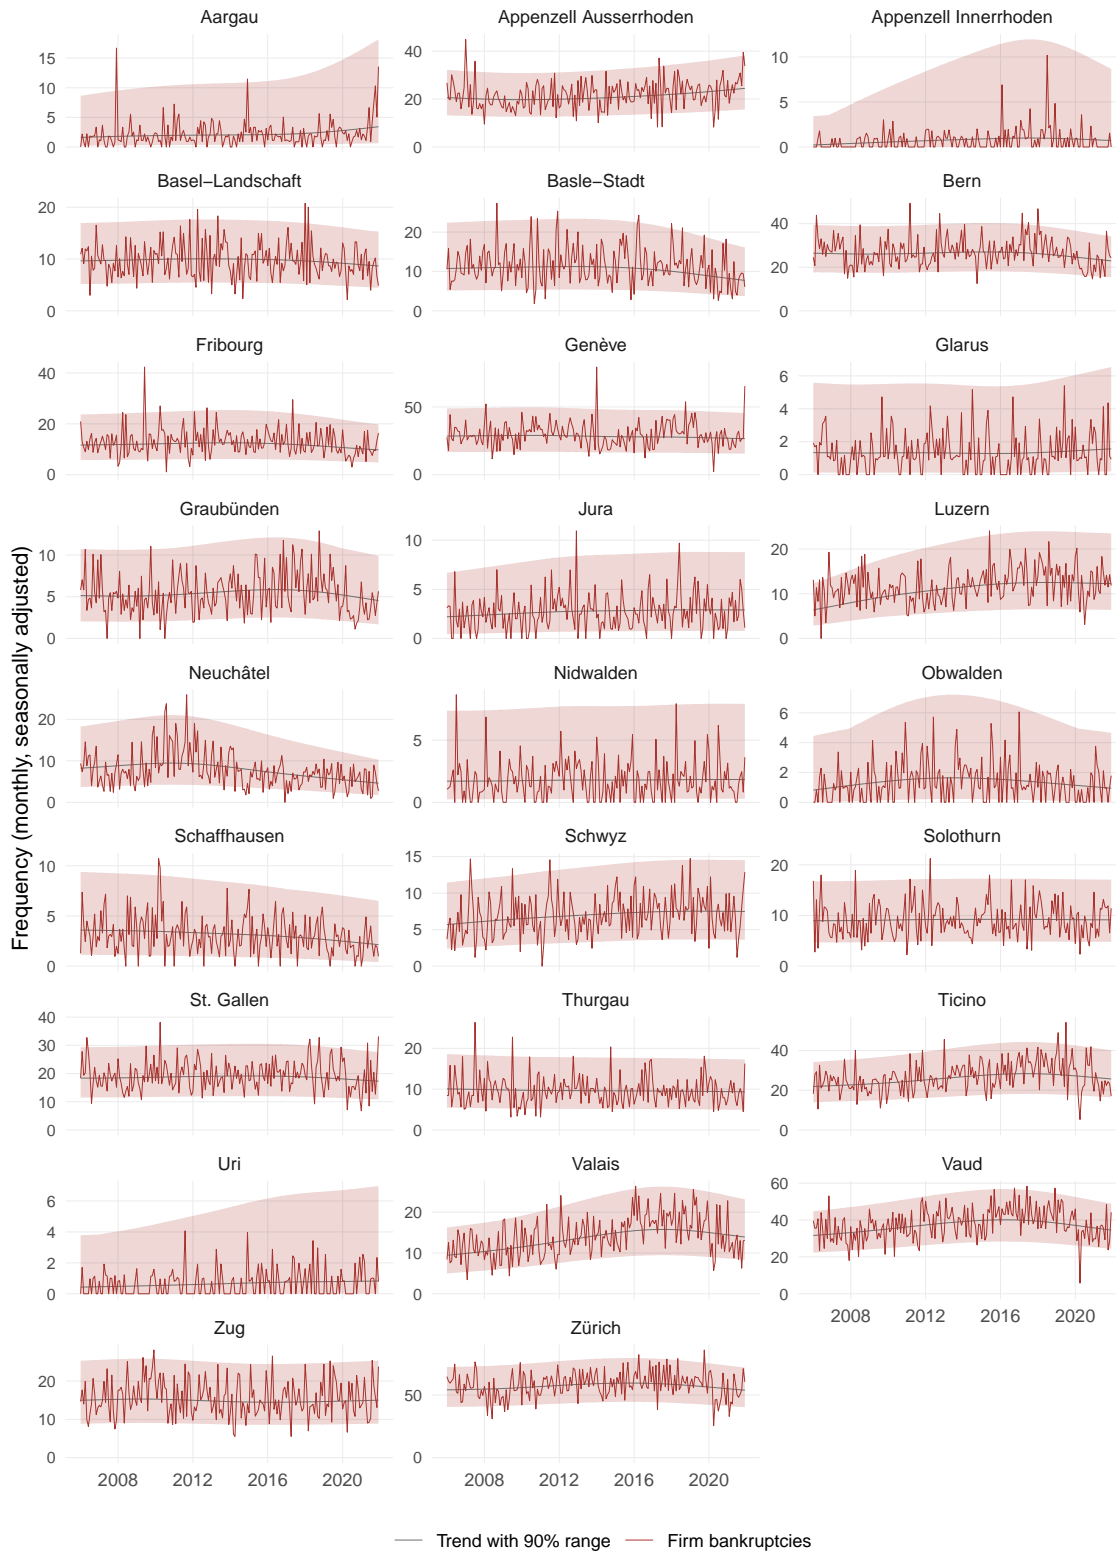 Aargau
Appenzell Ausserrhoden
Appenzell Innerrhoden
15
10
5
0
40
20
0
10
5
0
Basel−Landschaft
Basle−Stadt
Bern
20
10
0
20
10
0
40
20
0
Fribourg
Genève
Glarus
40
20
0
50
0
6
4
2
0
Graubünden
Jura
Luzern
10
5
0
10
5
0
20
10
0
Neuchâtel
Nidwalden
Obwalden
20
10
0
5
0
6
4
2
0
Schaffhausen
Schwyz
Solothurn
10
5
0
15
10
5
0
20
10
0
St. Gallen
Thurgau
Ticino
40
30
20
10
0
20
10
0
40
20
0
Uri
Valais
Vaud
6
4
2
0
20
10
0
60
40
20
0
2008 2012 2016 2020
Zug
Zürich
20
10
0
50
0
2008 2012 2016 2020
2008 2012 2016 2020
Frequency (monthly, seasonally adjusted)
Trend with 90% range Firm bankruptcies